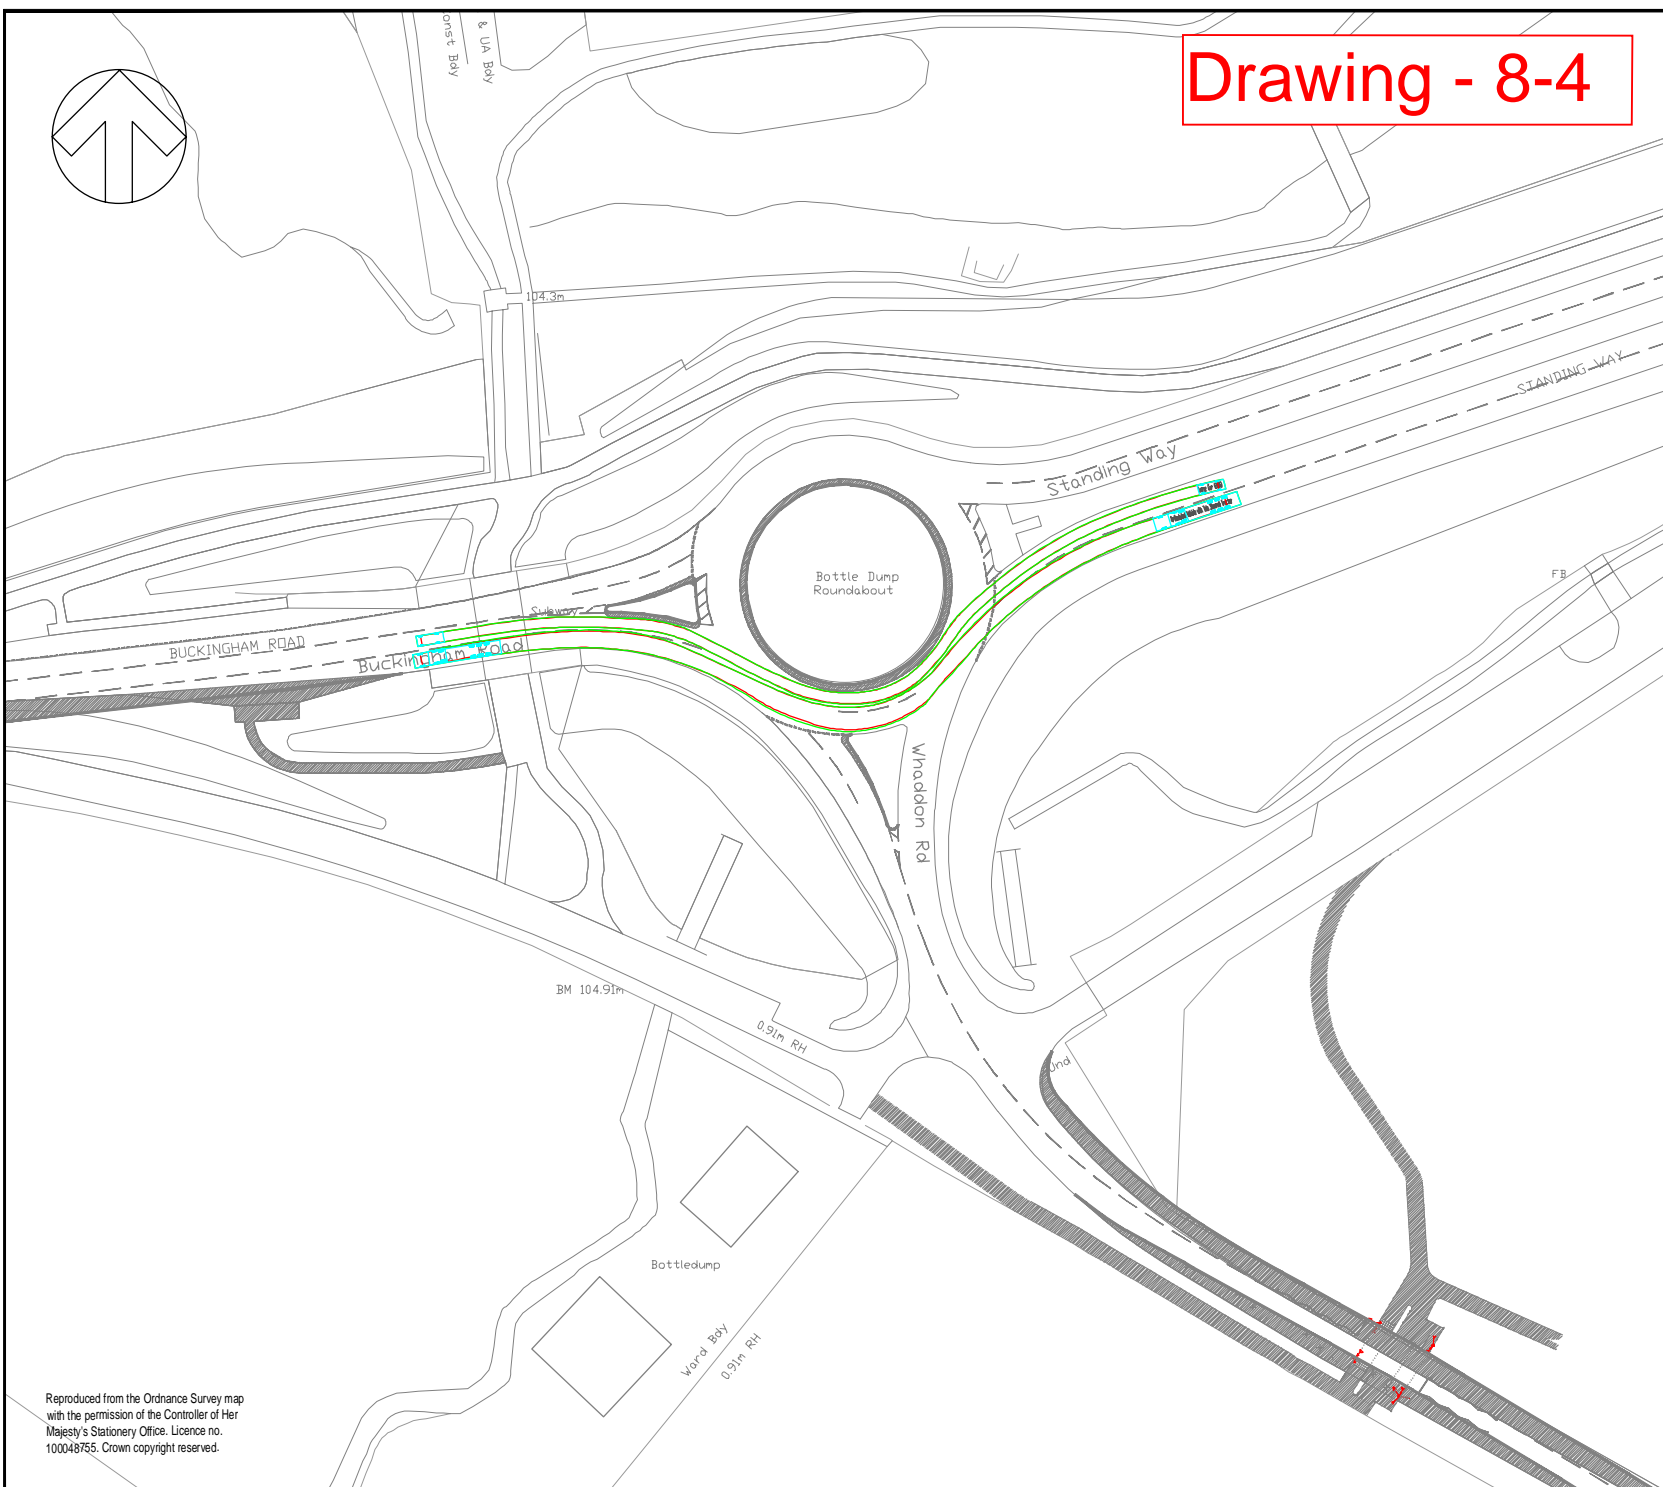 onst Bdy
& UA Bdy
Drawing - 8-4
104.3m
STANDING WAY
Standing Way
Bottle Dump
Roundabout
FB
Subway
BUCKINGHAM ROAD
Buckingham Road
Whaddon Rd
BM 104.91m
0.91m RH
und
Bottledump
Ward Bdy
0.91m RH
Reproduced from the Ordnance Survey map
with the permission of the Controller of Her
Majesty's Stationery Office. Licence no.
100048755. Crown copyright reserved.